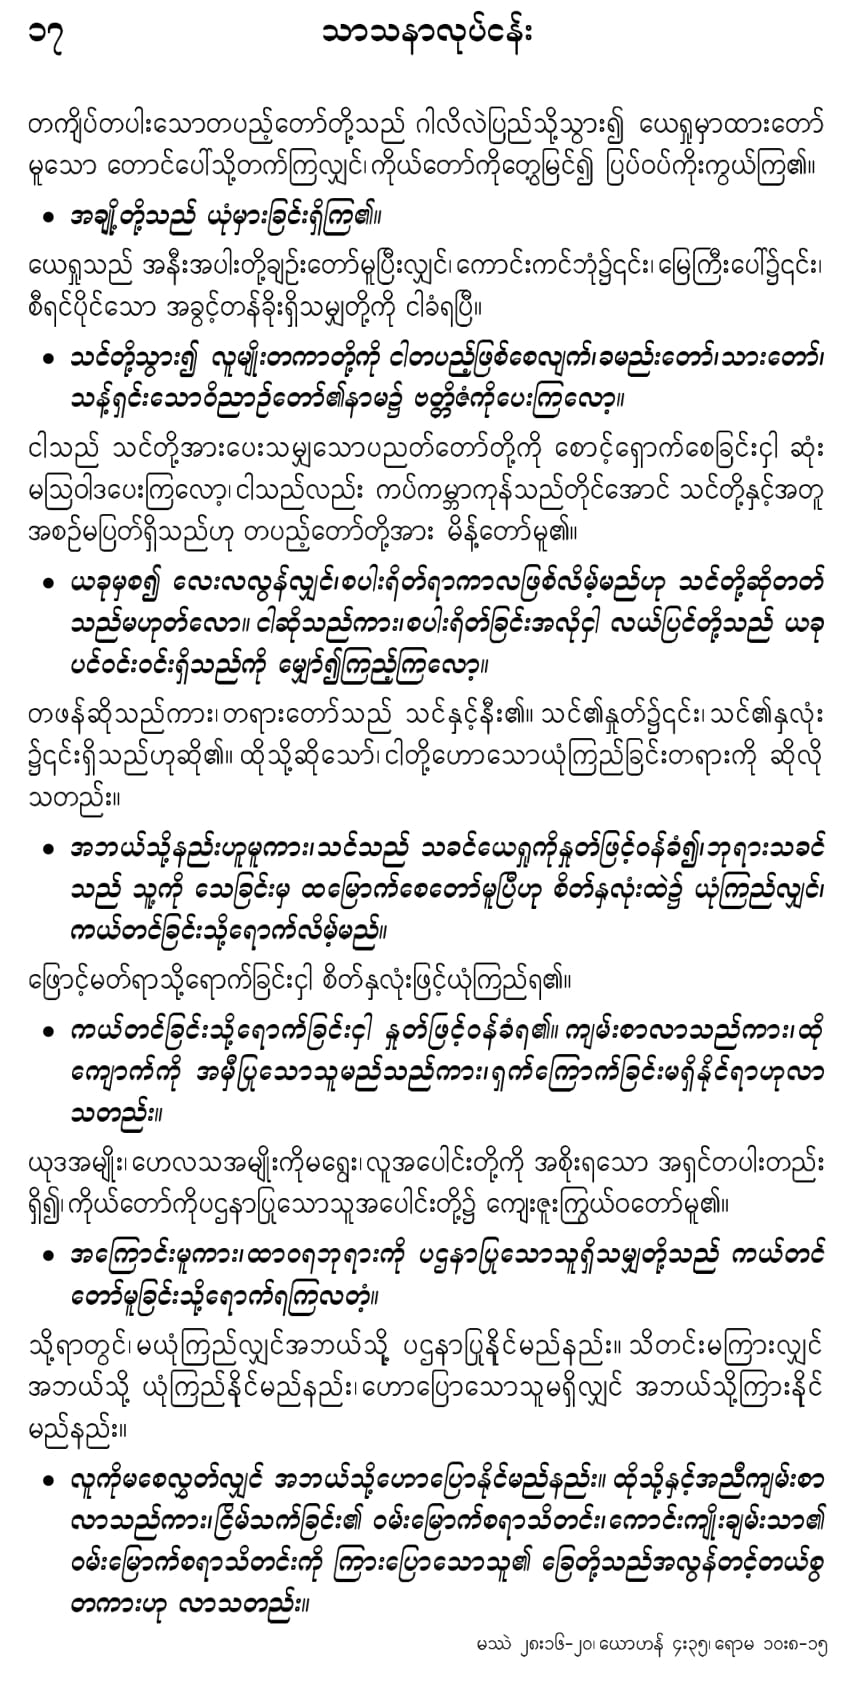 ၁၇ သာသနာလုပ်ငန်း
တကျိပ်တပါးသောတပည့်တော်တို့သည် ဂါလိလဲပြည်သို့သွား၍ ယေရှုမှာထားတော်
မူသော တောင်ပေါ်သို့တက်ကြလျှင်၊ ကိုယ်တော်ကိုတွေ့မြင်၍ ပြပ်ဝပ်ကိုးကွယ်ကြ၏။
• အချို့တို့သည် ယုံမှားခြင်းရှိကြ၏။
ယေရှုသည် အနီးအပါးတို့ချဉ်းတော်မူပြီးလျှင်၊ ကောင်းကင်ဘုံ၌၎င်း၊ မြေကြီးပေါ်၌၎င်း၊
စီရင်ပိုင်သော အခွင့်တန်ခိုးရှိသမျှတို့ကို ငါခံရပြီ။
• သင်တို့သွား၍ လူမျိုးတကာတို့ကို ငါတပည့်ဖြစ်စေလျက်၊ ခမည်းတော်၊ သားတော်၊
သန့်ရှင်းသောဝိညာဉ်တော်၏နာမ၌ ဗတ္တိဇံကိုပေးကြလော့။
ငါသည် သင်တို့အားပေးသမျှသောပညတ်တော်တို့ကို စောင့်ရှောက်စေခြင်းငှါ ဆုံး
မဩဝါဒပေးကြလော့၊ ငါသည်လည်း ကပ်ကမ္ဘာကုန်သည်တိုင်အောင် သင်တို့နှင့်အတူ
အစဉ်မပြတ်ရှိသည်ဟု တပည့်တော်တို့အား မိန့်တော်မူ၏။
• ယခုမှစ၍ လေးလလွန်လျှင်၊ စပါးရိတ်ရာကာလဖြစ်လိမ့်မည်ဟု သင်တို့ဆိုတတ်
သည်မဟုတ်လော။ ငါဆိုသည်ကား၊ စပါးရိတ်ခြင်းအလိုငှါ လယ်ပြင်တို့သည် ယခု
ပင်ဝင်းဝင်းရှိသည်ကို မျှော်၍ကြည့်ကြလော့။
တဖန်ဆိုသည်ကား၊ တရားတော်သည် သင်နှင့်နီး၏။ သင်၏နှုတ်၌၎င်း၊ သင်၏နှလုံး
၌၎င်းရှိသည်ဟုဆို၏။ ထိုသို့ဆိုသော်၊ ငါတို့ဟောသောယုံကြည်ခြင်းတရားကို ဆိုလို
သတည်း။
• အဘယ်သို့နည်းဟူမူကား၊ သင်သည် သခင်ယေရှုကိုနှုတ်ဖြင့်ဝန်ခံ၍၊ ဘုရားသခင်
သည် သူ့ကို သေခြင်းမှ ထမြောက်စေတော်မူပြီဟု စိတ်နှလုံးထဲ၌ ယုံကြည်လျှင်၊
ကယ်တင်ခြင်းသို့ရောက်လိမ့်မည်။
ဖြောင့်မတ်ရာသို့ရောက်ခြင်းငှါ စိတ်နှလုံးဖြင့်ယုံကြည်ရ၏။
• ကယ်တင်ခြင်းသို့ရောက်ခြင်းငှါ နှုတ်ဖြင့်ဝန်ခံရ၏။ ကျမ်းစာလာသည်ကား၊ ထို
ကျောက်ကို အမှီပြုသောသူမည်သည်ကား၊ ရှက်ကြောက်ခြင်းမရှိနိုင်ရာဟုလာ
သတည်း။
ယုဒအမျိုး၊ ဟေလသအမျိုးကိုမရွေး၊ လူအပေါင်းတို့ကို အစိုးရသော အရှင်တပါးတည်း
ရှိ၍၊ ကိုယ်တော်ကိုပဌနာပြုသောသူအပေါင်းတို့၌ ကျေးဇူးကြွယ်ဝတော်မူ၏။
• အကြောင်းမူကား၊ ထာဝရဘုရားကို ပဌနာပြုသောသူရှိသမျှတို့သည် ကယ်တင်
တော်မူခြင်းသို့ရောက်ရကြလတံ့။
သို့ရာတွင်၊ မယုံကြည်လျှင်အဘယ်သို့ ပဌနာပြုနိုင်မည်နည်း။ သိတင်းမကြားလျှင်
အဘယ်သို့ ယုံကြည်နိုင်မည်နည်း၊ ဟောပြောသောသူမရှိလျှင် အဘယ်သို့ကြားနိုင်
မည်နည်း။
• လူကိုမစေလွှတ်လျှင် အဘယ်သို့ဟောပြောနိုင်မည်နည်း။ ထိုသို့နှင့်အညီကျမ်းစာ
လာသည်ကား၊ ငြိမ်သက်ခြင်း၏ ဝမ်းမြောက်စရာသိတင်း၊ ကောင်းကျိုးချမ်းသာ၏
ဝမ်းမြောက်စရာသိတင်းကို ကြားပြောသောသူ၏ ခြေတို့သည်အလွန်တင့်တယ်စွ
တကားဟု လာသတည်း။
မဿဲ ၂၈း၁၆-၂၀၊ ယောဟန် ၄း၃၅၊ ရောမ ၁၀း၈-၁၅